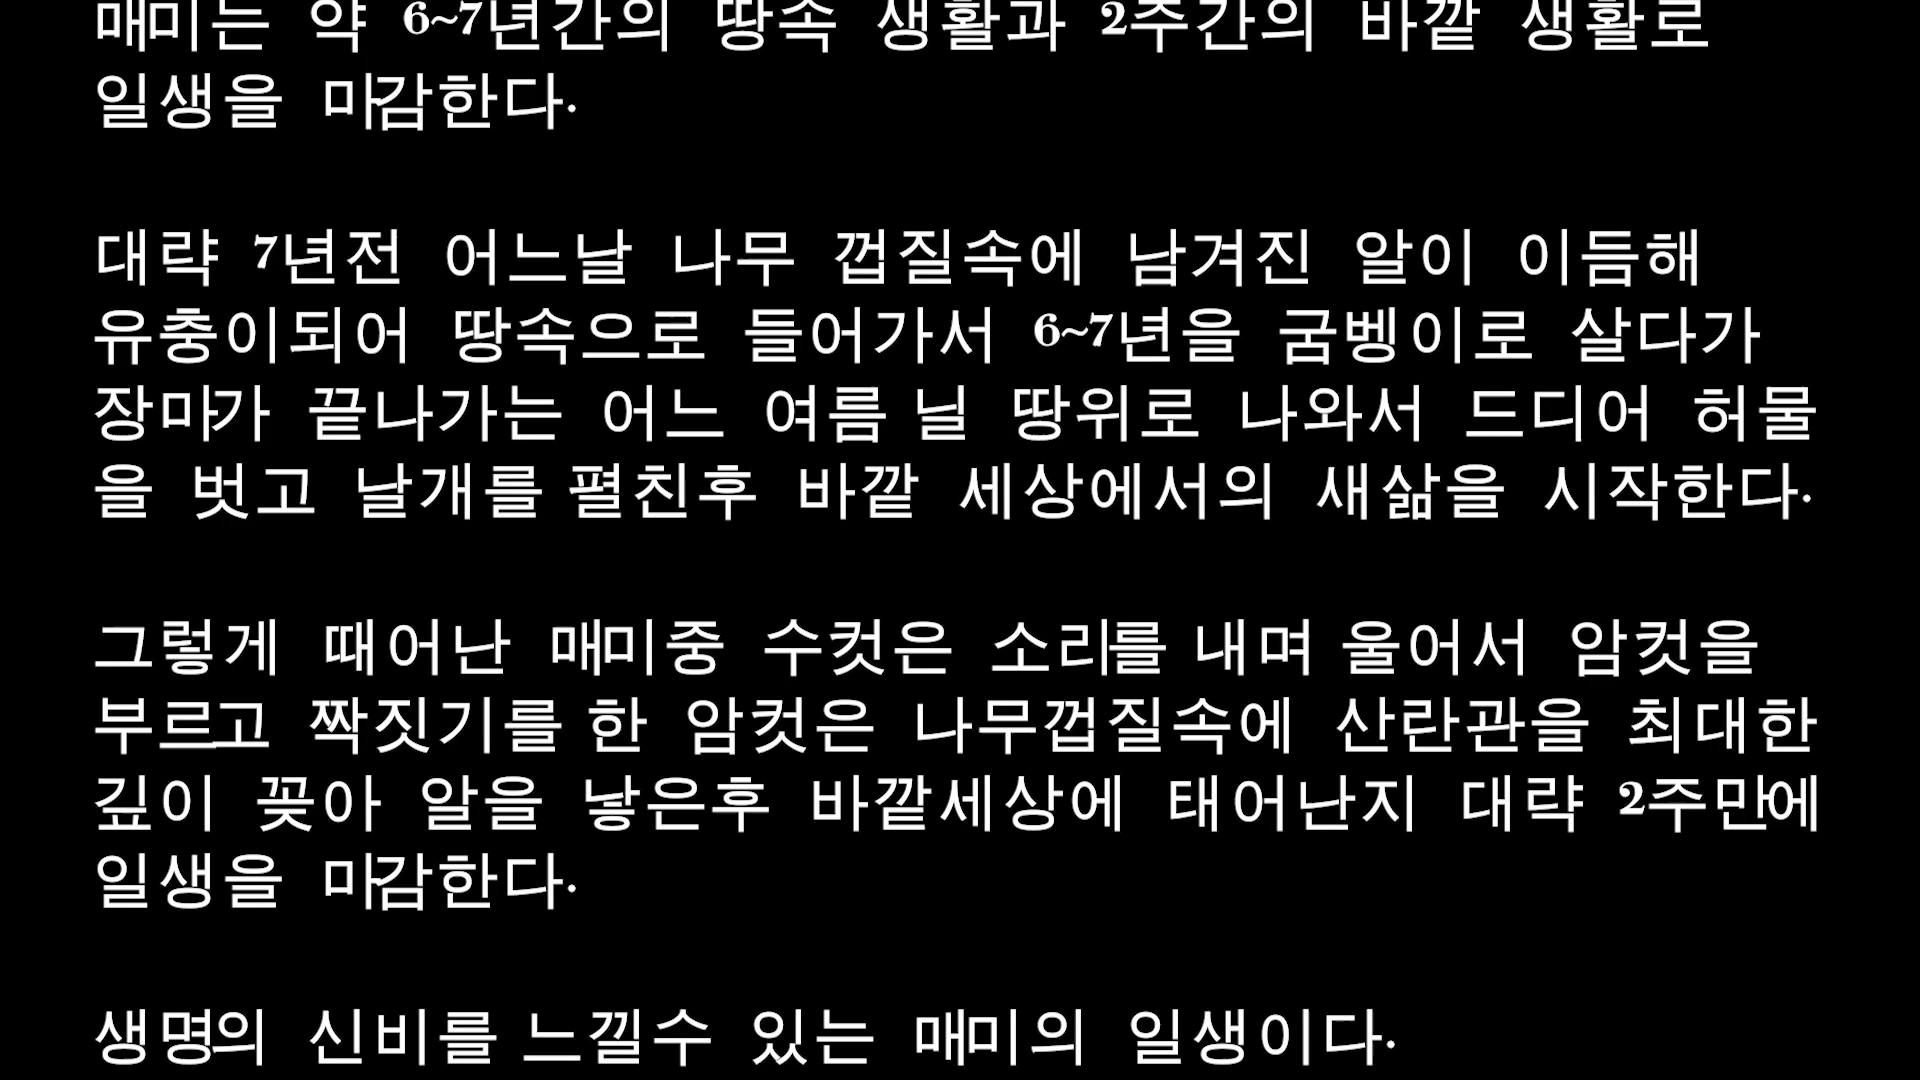 매미는 약 6~7년간의 땅속 생활과 2주간의 바깥 생활로
일생을 마감한다.
대략 7년전 어느날 나무 껍질속에 남겨진 알이 이듬해
유충이되어 땅속으로 들어가서 6~7년을 굼벵이로 살다가
장마가 끝나가는 어느 여름 닐 땅위로 나와서 드디어 허물
을 벗고 날개를 펼친후 바깥 세상에서의 새삶을 시작한다.
그렇게 때어난 매미중 수컷은 소리를 내며 울어서 암컷을
부르고 짝짓기를 한 암컷은 나무껍질속에 산란관을 최대한
깊이 꽂아 알을 낳은후 바깥세상에 태어난지 대략 2주만에
일생을 마감한다.
생명의 신비를 느낄수 있는 매미의 일생이다.